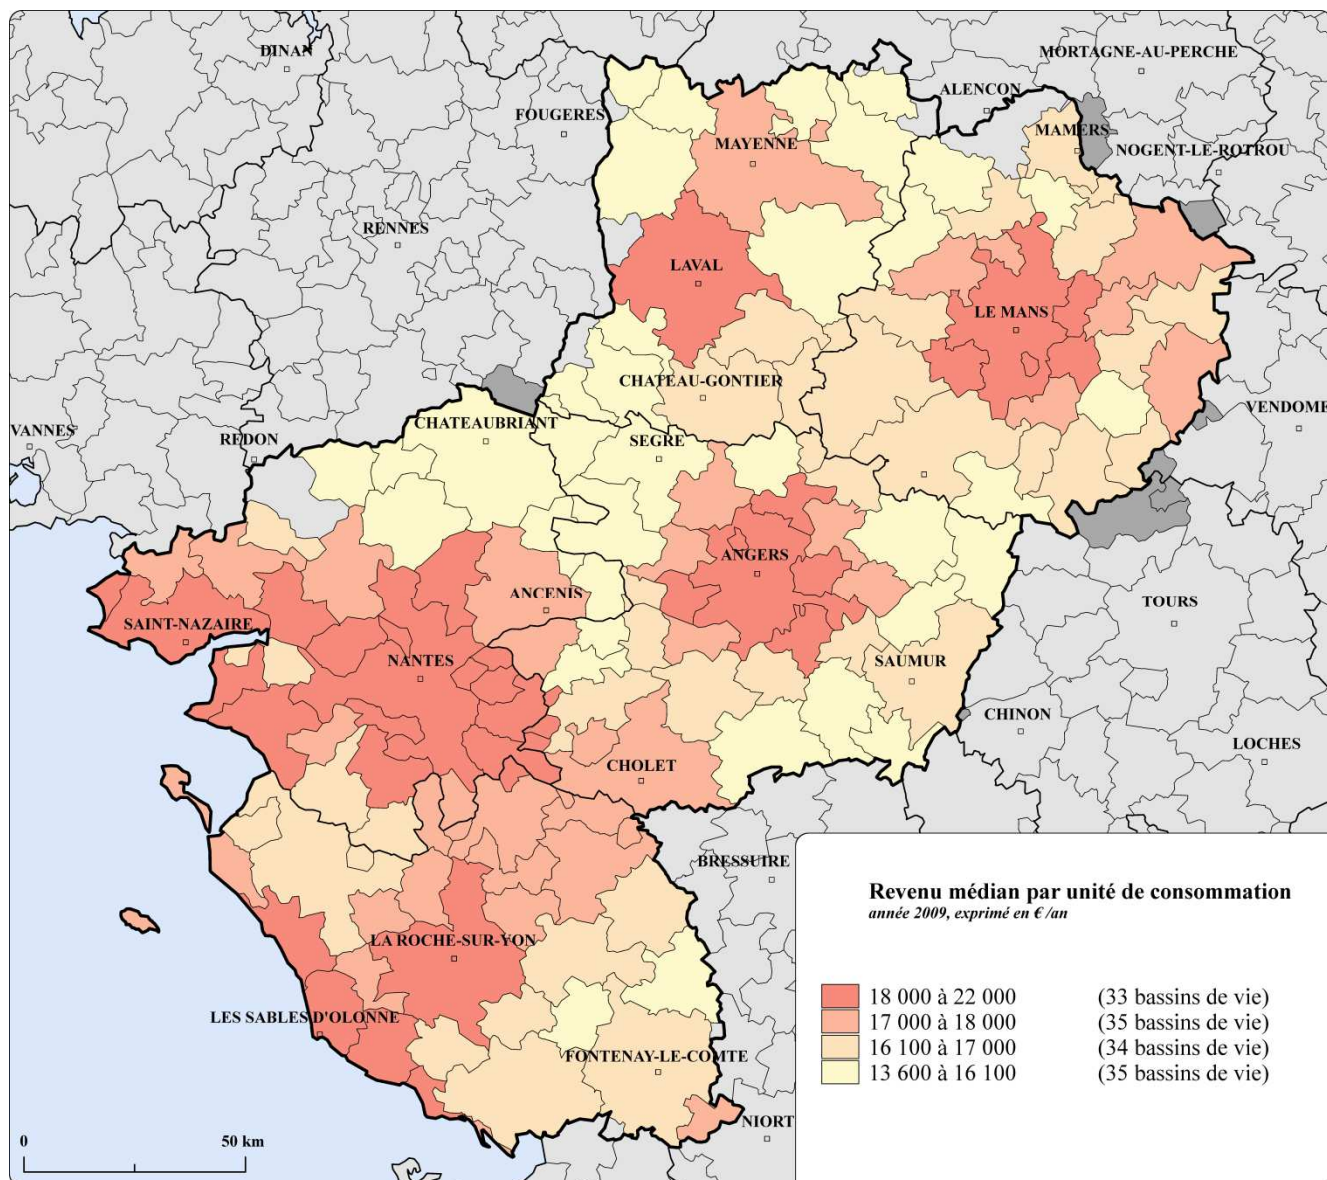 DINAN
MORTAGNE-AU-PERCHE
ALENCON
FOUGERES
MAMERS
MAYENNE
NOGENT-LE-ROTROU
RENNES
LAVAL
LE MANS
CHATEAU-GONTIER
VENDOME
CHATEAUBRIANT
VANNES
REDON
SEGRE
ANGERS
ANCENIS
TOURS
SAINT-NAZAIRE
NANTES
SAUMUR
CHINON
LOCHES
CHOLET
BRESSUIRE
LA ROCHE-SUR-YON
LES SABLES D'OLONNE
FONTENAY-LE-COMTE
NIORT
0 50 km
Revenu médian par unité de consommation
année 2009, exprimé en € /an
18 000 à 22 000 (33 bassins de vie)
17 000 à 18 000 (35 bassins de vie)
16 100 à 17 000 (34 bassins de vie)
13 600 à 16 100 (35 bassins de vie)